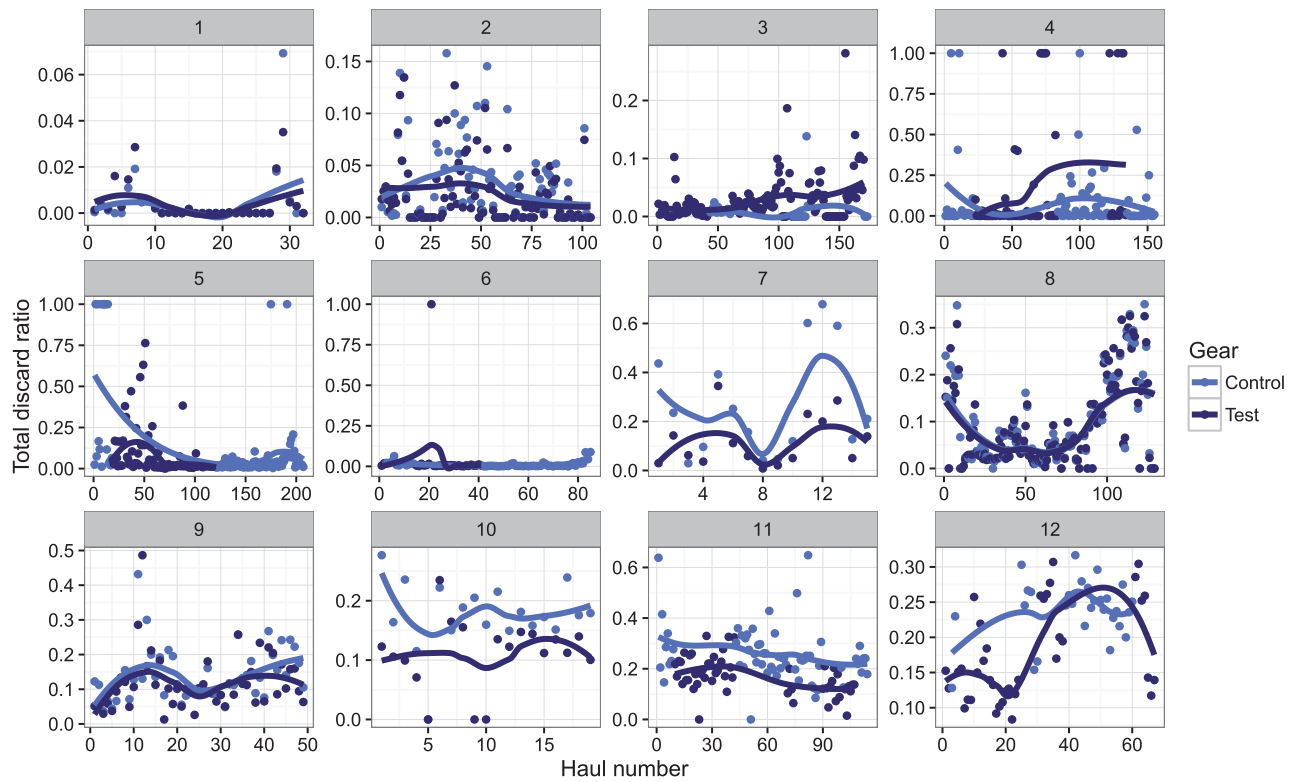 1 2 3 4
0.06 0.04 0.02 0.00
0 10 20 30
0.15 0.10 0.05 0.00
0 25 50 75 100
0.2 0.1 0.0
0 50 100 150
1.00 0.75 0.50 0.25 0.00
0 50 100 150
5 6 7 8
1.00 0.75 0.50 0.25 0.00
0 50 100 150 200
1.00 0.75 0.50 0.25 0.00
0 20 40 60 80
0.6 0.4 0.2 0.0
4 8 12
0.3 0.2 0.1 0.0
0 50 100
9 10 11 12
0.5 0.4 0.3 0.2 0.1 0.0
0 10 20 30 40 50
0.2 0.1 0.0
5 10 15
0.6 0.4 0.2 0.0
0 30 60 90
0.30 0.25 0.20 0.15 0.10
0 20 40 60
Total discard ratio
Haul number
Gear
Control
Test